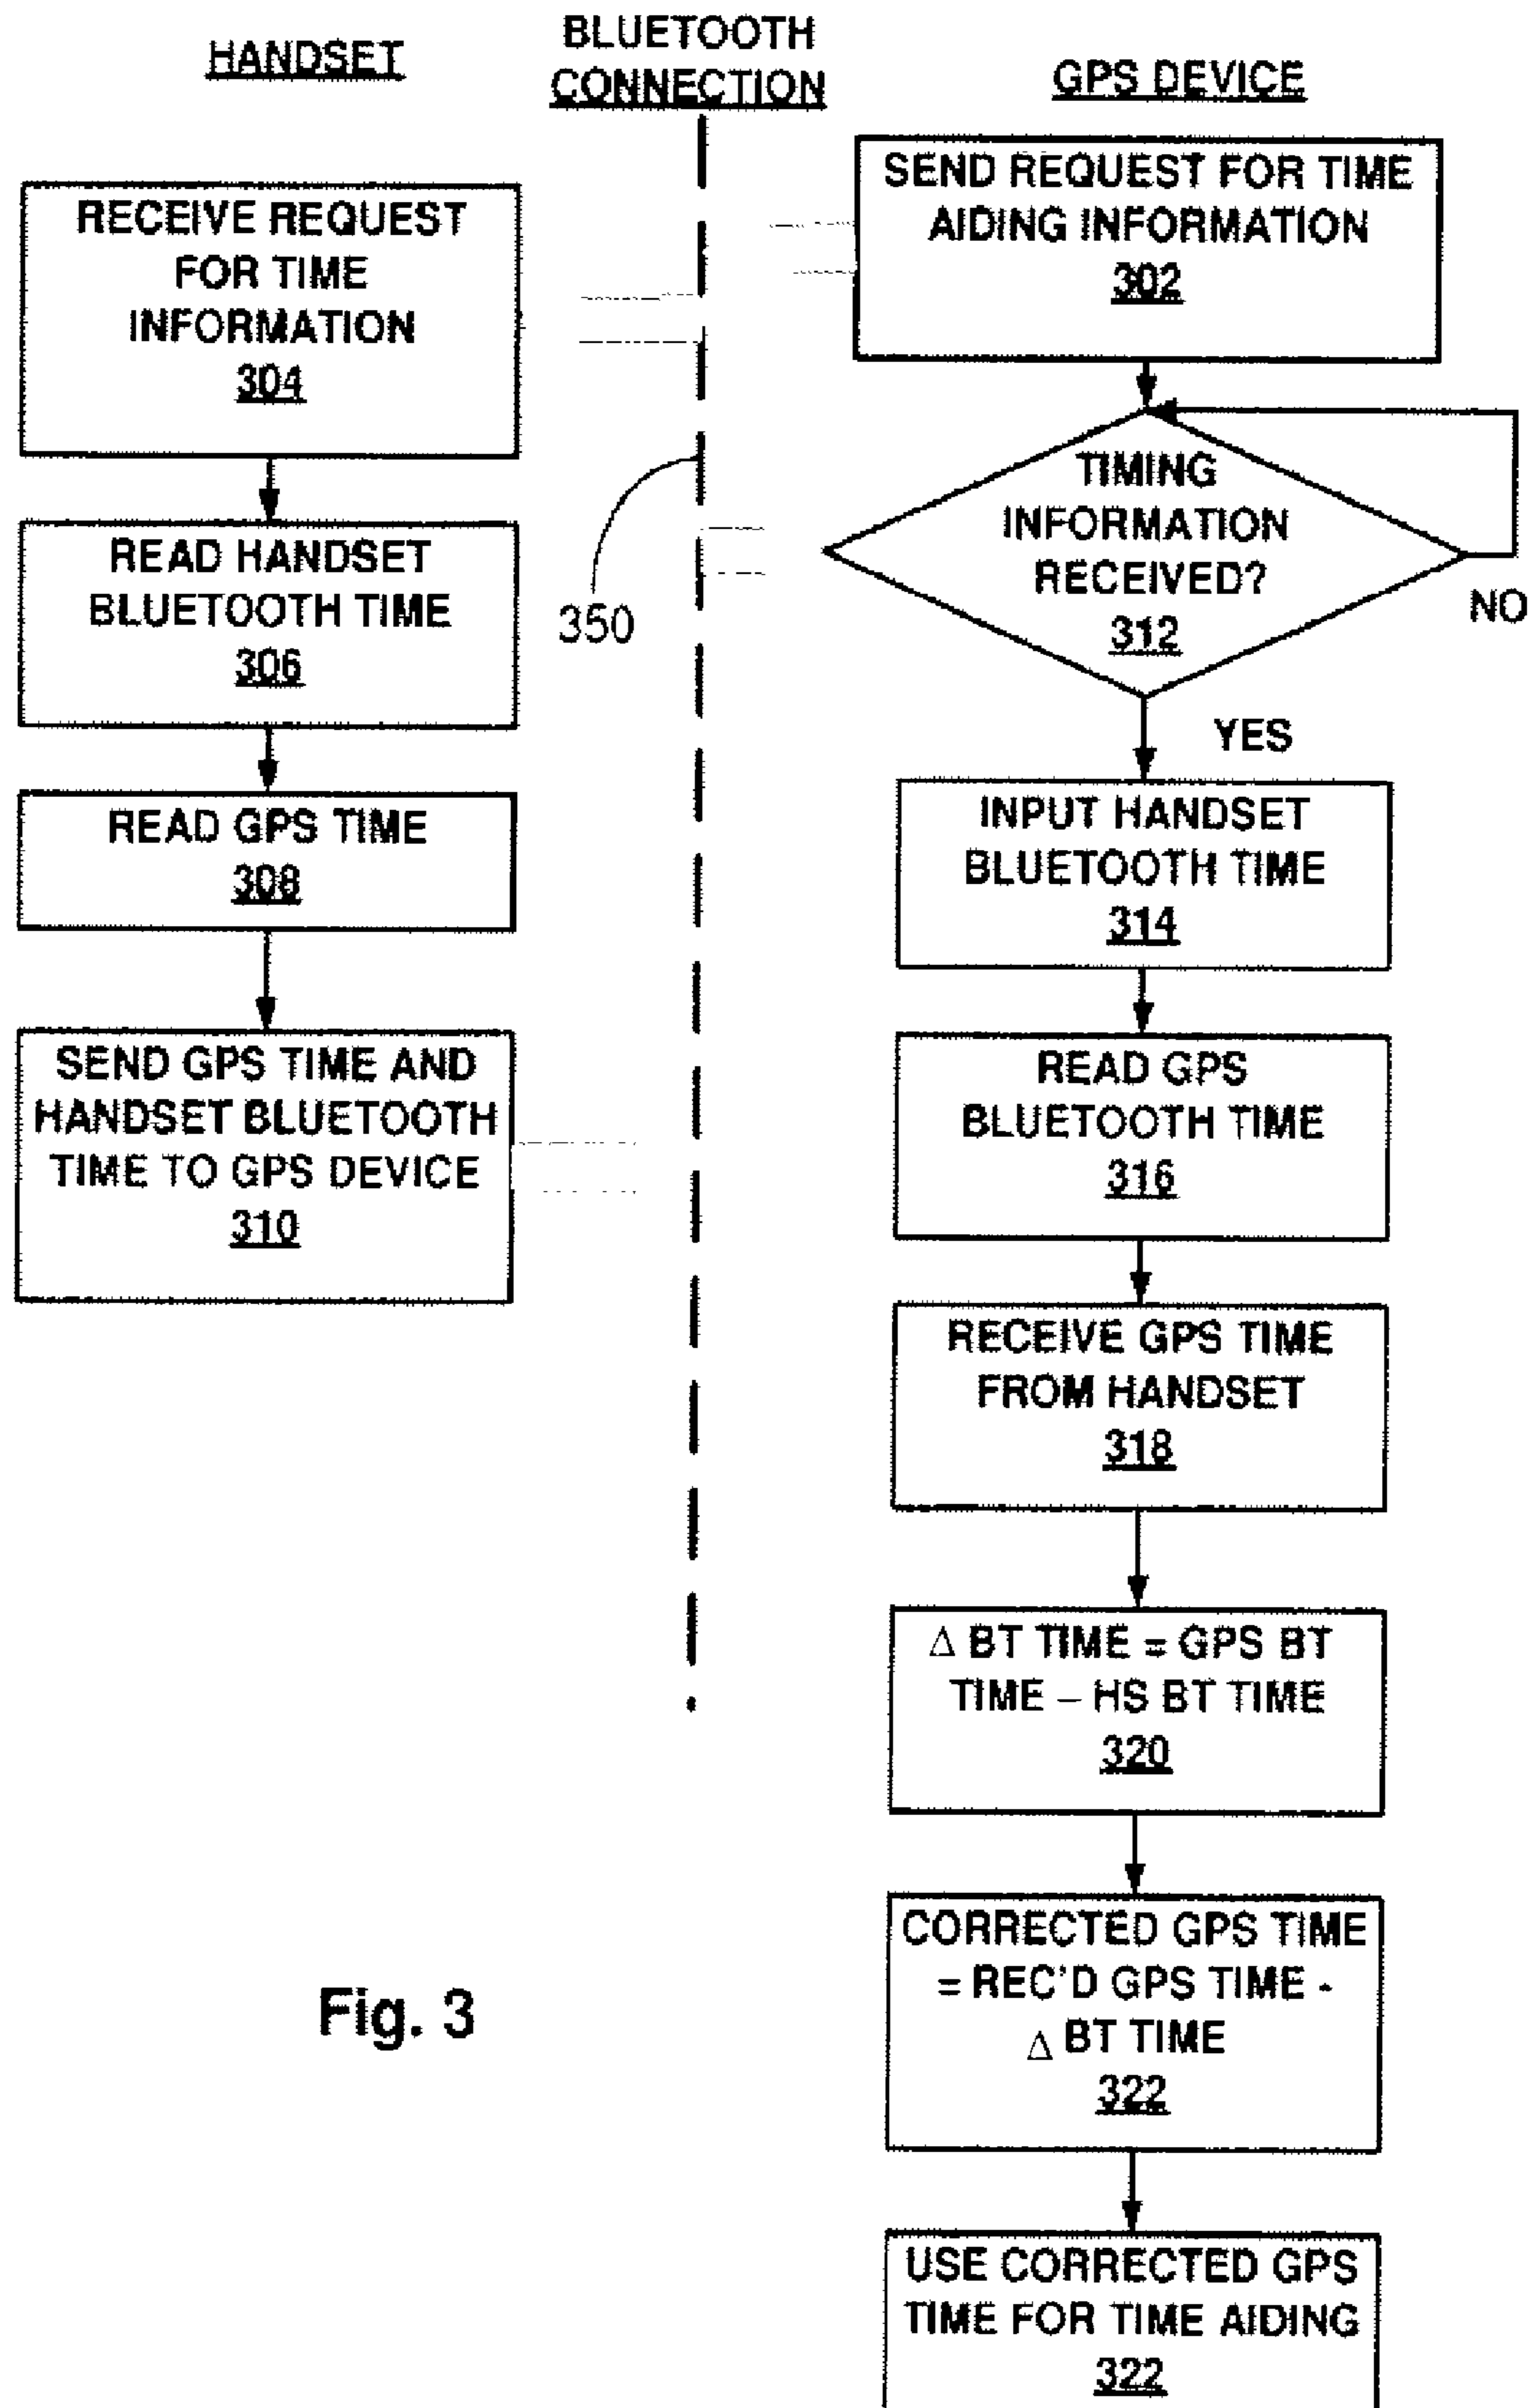 HANDSET
BLUETOOTH
CONNECTION
GPS DEVICE
RECEIVE REQUEST
FOR TIME
INFORMATION
304
READ HANDSET
BLUETOOTH TIME
306
READ GPS TIME
308
SEND GPS TIME AND
HANDSET BLUETOOTH
TIME TO GPS DEVICE
310
350
SEND REQUEST FOR TIME
AIDING INFORMATION
302
TIMING
INFORMATION
RECEIVED?
312
NO
YES
INPUT HANDSET
BLUETOOTH TIME
314
READ GPS
BLUETOOTH TIME
316
RECEIVE GPS TIME
FROM HANDSET
318
Δ BT TIME = GPS BT
TIME – HS BT TIME
320
CORRECTED GPS TIME
= REC'D GPS TIME -
Δ BT TIME
322
USE CORRECTED GPS
TIME FOR TIME AIDING
322
Fig. 3